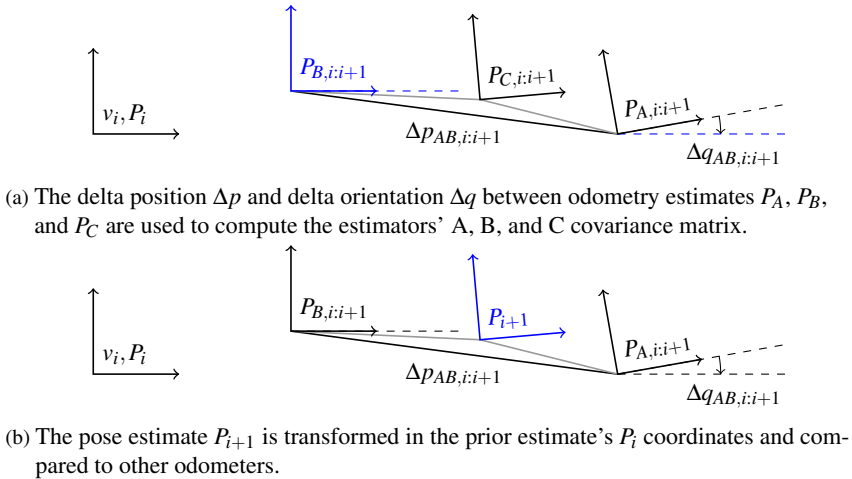 P_{B,i:i+1}
P_{C,i:i+1}
v_i, P_i
P_{A,i:i+1}
Δp_{AB,i:i+1}
Δq_{AB,i:i+1}
(a) The delta position Δp and delta orientation Δq between odometry estimates P_A, P_B,
and P_C are used to compute the estimators' A, B, and C covariance matrix.
P_{B,i:i+1}
P_{i+1}
v_i, P_i
P_{A,i:i+1}
Δp_{AB,i:i+1}
Δq_{AB,i:i+1}
(b) The pose estimate P_{i+1} is transformed in the prior estimate's P_i coordinates and com-
pared to other odometers.